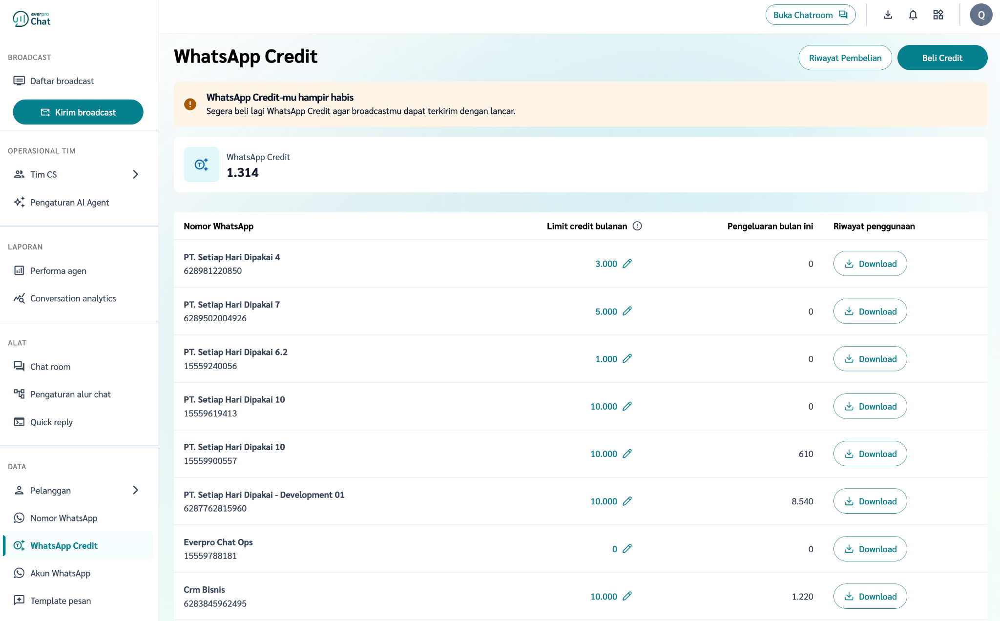 everpro
Chat
Buka Chatroom
Q
BROADCAST
Daftar broadcast
Kirim broadcast
OPERASIONAL TIM
Tim CS
Pengaturan AI Agent
LAPORAN
Performa agen
Conversation analytics
ALAT
Chat room
Pengaturan alur chat
Quick reply
DATA
Pelanggan
Nomor WhatsApp
WhatsApp Credit
Akun WhatsApp
Template pesan
WhatsApp Credit
Riwayat Pembelian
Beli Credit
WhatsApp Credit-mu hampir habis
Segera beli lagi WhatsApp Credit agar broadcastmu dapat terkirim dengan lancar.
WhatsApp Credit
1.314
Nomor WhatsApp Limit credit bulanan Pengeluaran bulan ini Riwayat penggunaan
PT. Setiap Hari Dipakai 4
628981220850
3.000 0 Download
PT. Setiap Hari Dipakai 7
6289502004926
5.000 0 Download
PT. Setiap Hari Dipakai 6.2
15559240056
1.000 0 Download
PT. Setiap Hari Dipakai 10
15559619413
10.000 0 Download
PT. Setiap Hari Dipakai 10
15559900557
10.000 610 Download
PT. Setiap Hari Dipakai - Development 01
6287762815960
10.000 8.540 Download
Everpro Chat Ops
15559788181
0 0 Download
Crm Bisnis
6283845962495
10.000 1.220 Download